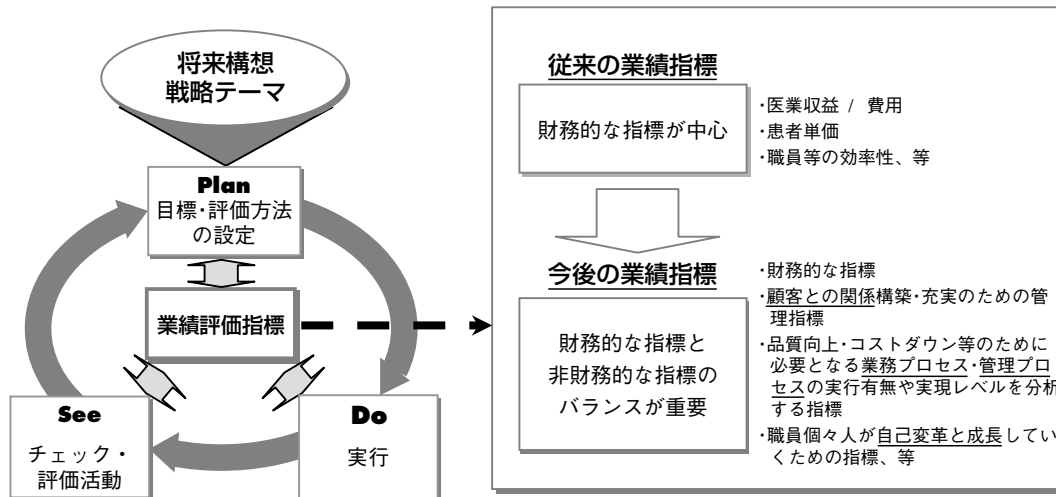 将来構想
戦略テーマ
Plan
目標・評価方法
の設定
業績評価指標
See
チェック・
評価活動
Do
実行
従来の業績指標
財務的な指標が中心
・医業収益 / 費用
・患者単価
・職員等の効率性、等
今後の業績指標
財務的な指標と
非財務的な指標の
バランスが重要
・財務的な指標
・顧客との関係構築・充実のための管
理指標
・品質向上・コストダウン等のために
必要となる業務プロセス・管理プロ
セスの実行有無や実現レベルを分析
する指標
・職員個々人が自己変革と成長してい
くための指標、等